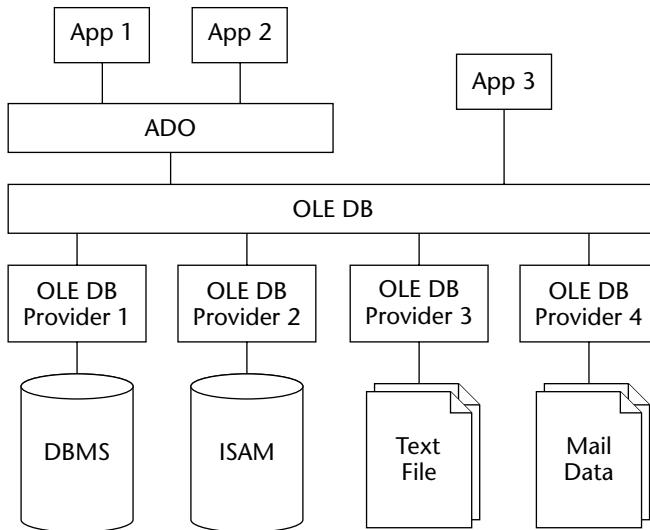 App 1
App 2
App 3
ADO
OLE DB
OLE DB
Provider 1
OLE DB
Provider 2
OLE DB
Provider 3
OLE DB
Provider 4
DBMS
ISAM
Text
File
Mail
Data